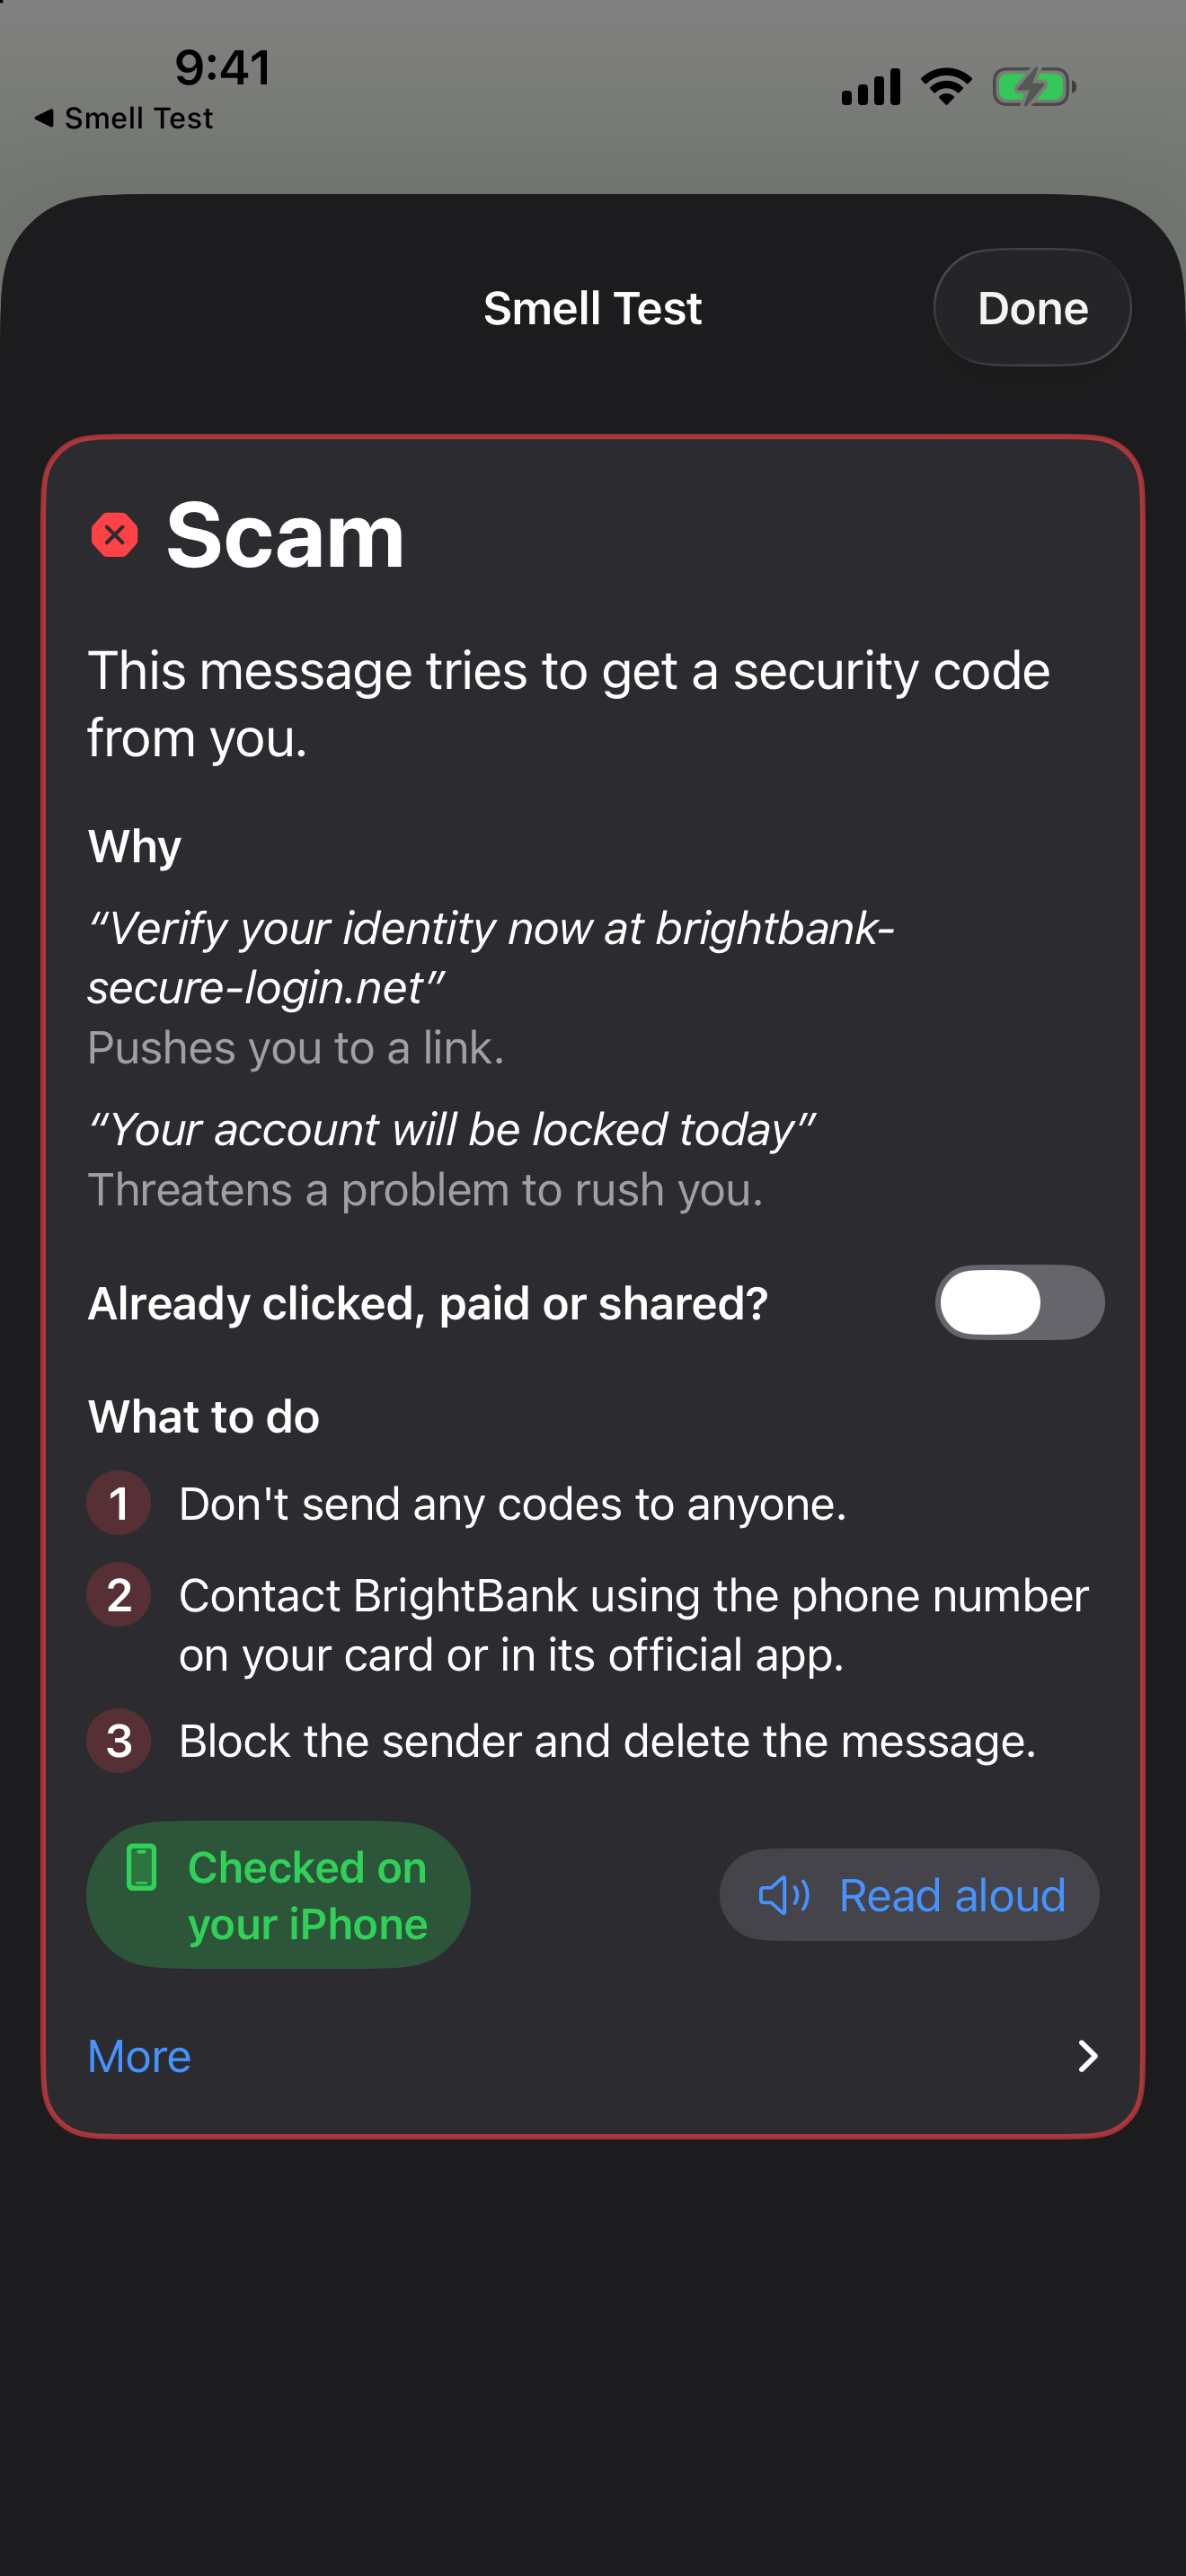 9:41
◀ Smell Test
Smell Test
Done
Scam
This message tries to get a security code
from you.
Why
“Verify your identity now at brightbank-
secure-login.net”
Pushes you to a link.
“Your account will be locked today”
Threatens a problem to rush you.
Already clicked, paid or shared?
What to do
1 Don't send any codes to anyone.
2 Contact BrightBank using the phone number
on your card or in its official app.
3 Block the sender and delete the message.
Checked on
your iPhone
Read aloud
More